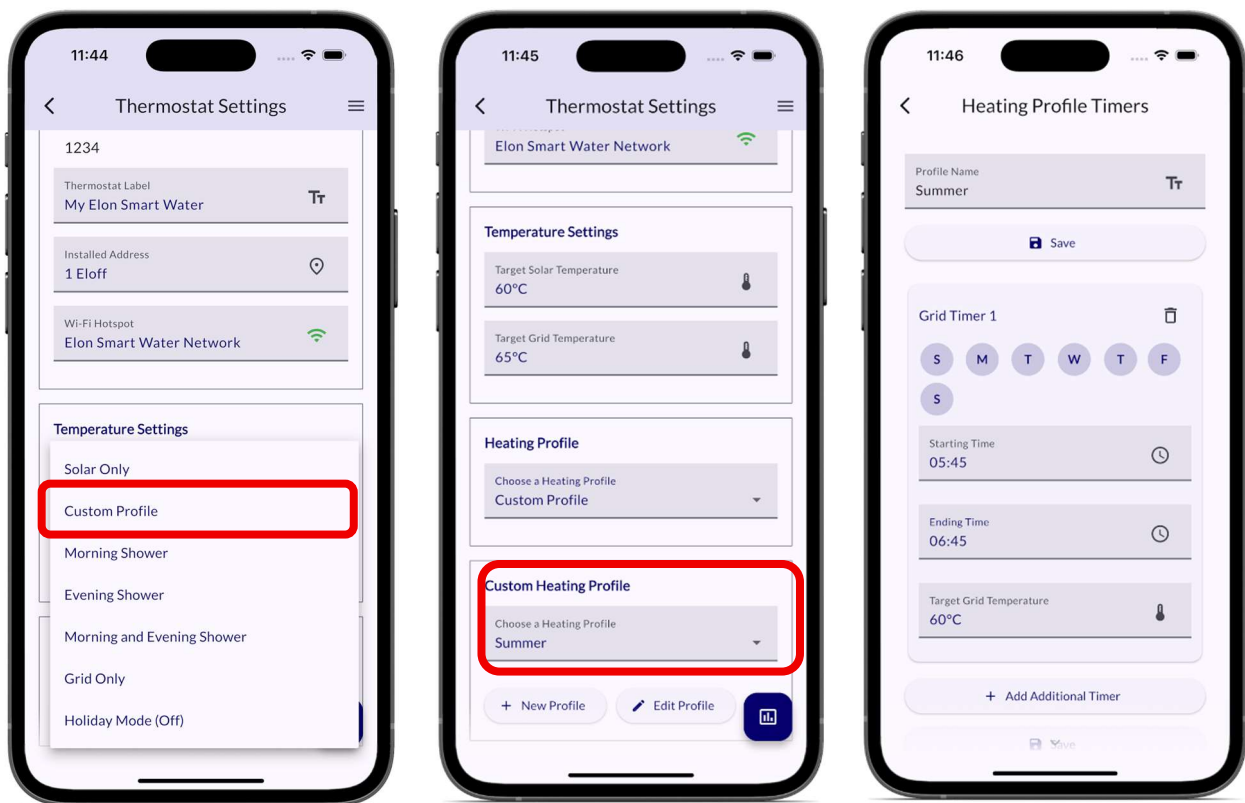 11:44
Thermostat Settings
1234
Thermostat Label
My Elon Smart Water
Installed Address
1 Eloff
Wi-Fi Hotspot
Elon Smart Water Network
Temperature Settings
Solar Only
Custom Profile
Morning Shower
Evening Shower
Morning and Evening Shower
Grid Only
Holiday Mode (Off)
11:45
Thermostat Settings
Elon Smart Water Network
Temperature Settings
Target Solar Temperature
60°C
Target Grid Temperature
65°C
Heating Profile
Choose a Heating Profile
Custom Profile
Custom Heating Profile
Choose a Heating Profile
Summer
+ New Profile
Edit Profile
11:46
Heating Profile Timers
Profile Name
Summer
Save
Grid Timer 1
S M T W T F
S
Starting Time
05:45
Ending Time
06:45
Target Grid Temperature
60°C
+ Add Additional Timer
Save